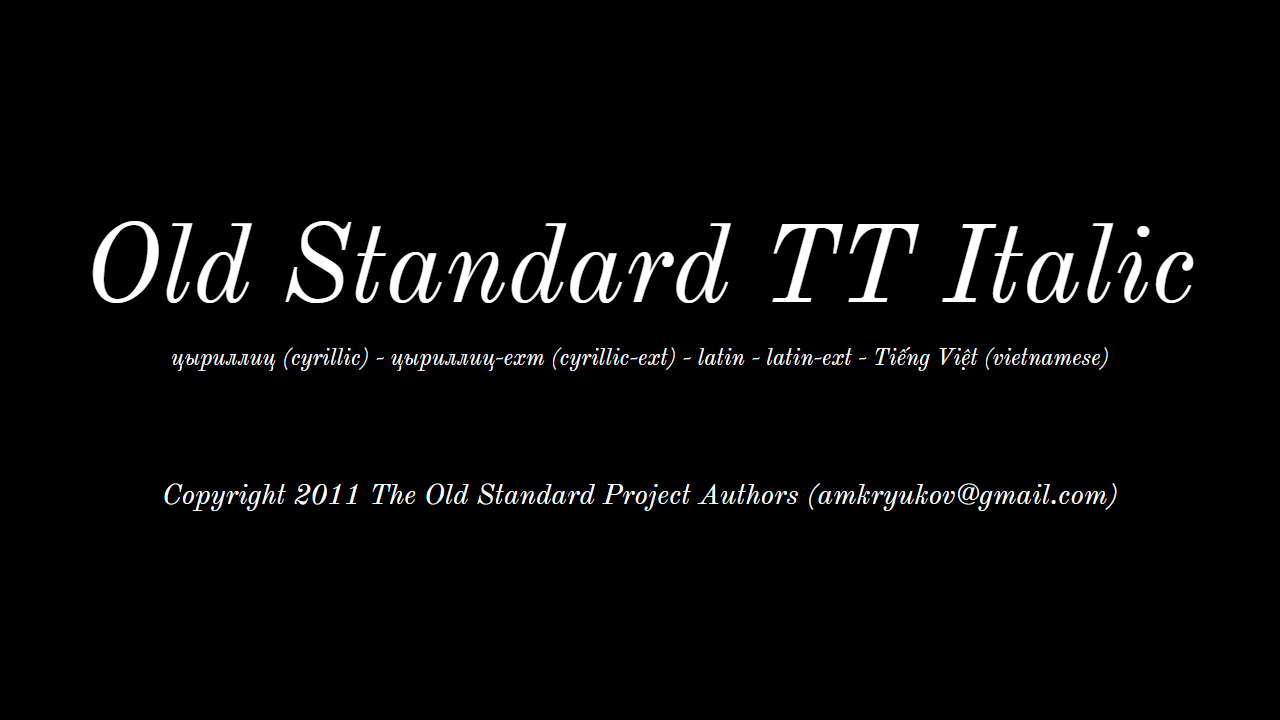 Old Standard TT Italic
цыриллиц (cyrillic) - цыриллиц-ехт (cyrillic-ext) - latin - latin-ext - Tiếng Việt (vietnamese)
Copyright 2011 The Old Standard Project Authors (amkryukov@gmail.com)